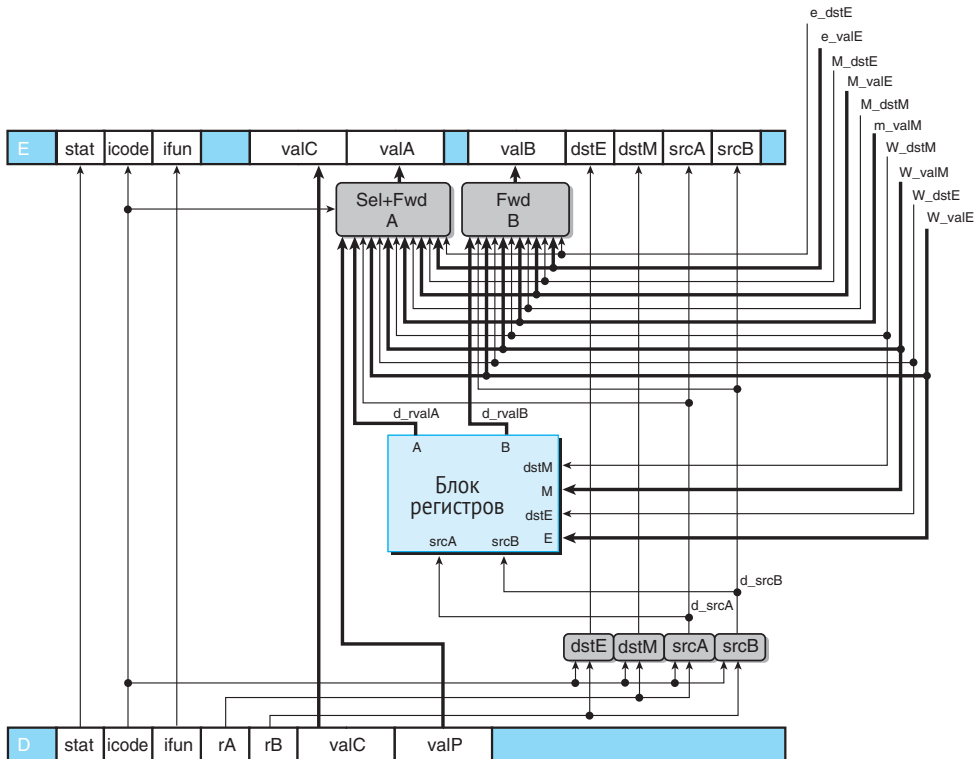 e_dstE
e_valE
M_dstE
M_valE
M_dstM
m_valM
W_dstM
W_valM
W_dstE
W_valE
E stat icode ifun valC valA valB dstE dstM srcA srcB
Sel+Fwd
A
Fwd
B
d_rvalA d_rvalB
A B
dstM
Блок
M
регистров
dstE
srcA srcB E
d_srcB
d_srcA
dstE dstM srcA srcB
D stat icode ifun rA rB valC valP